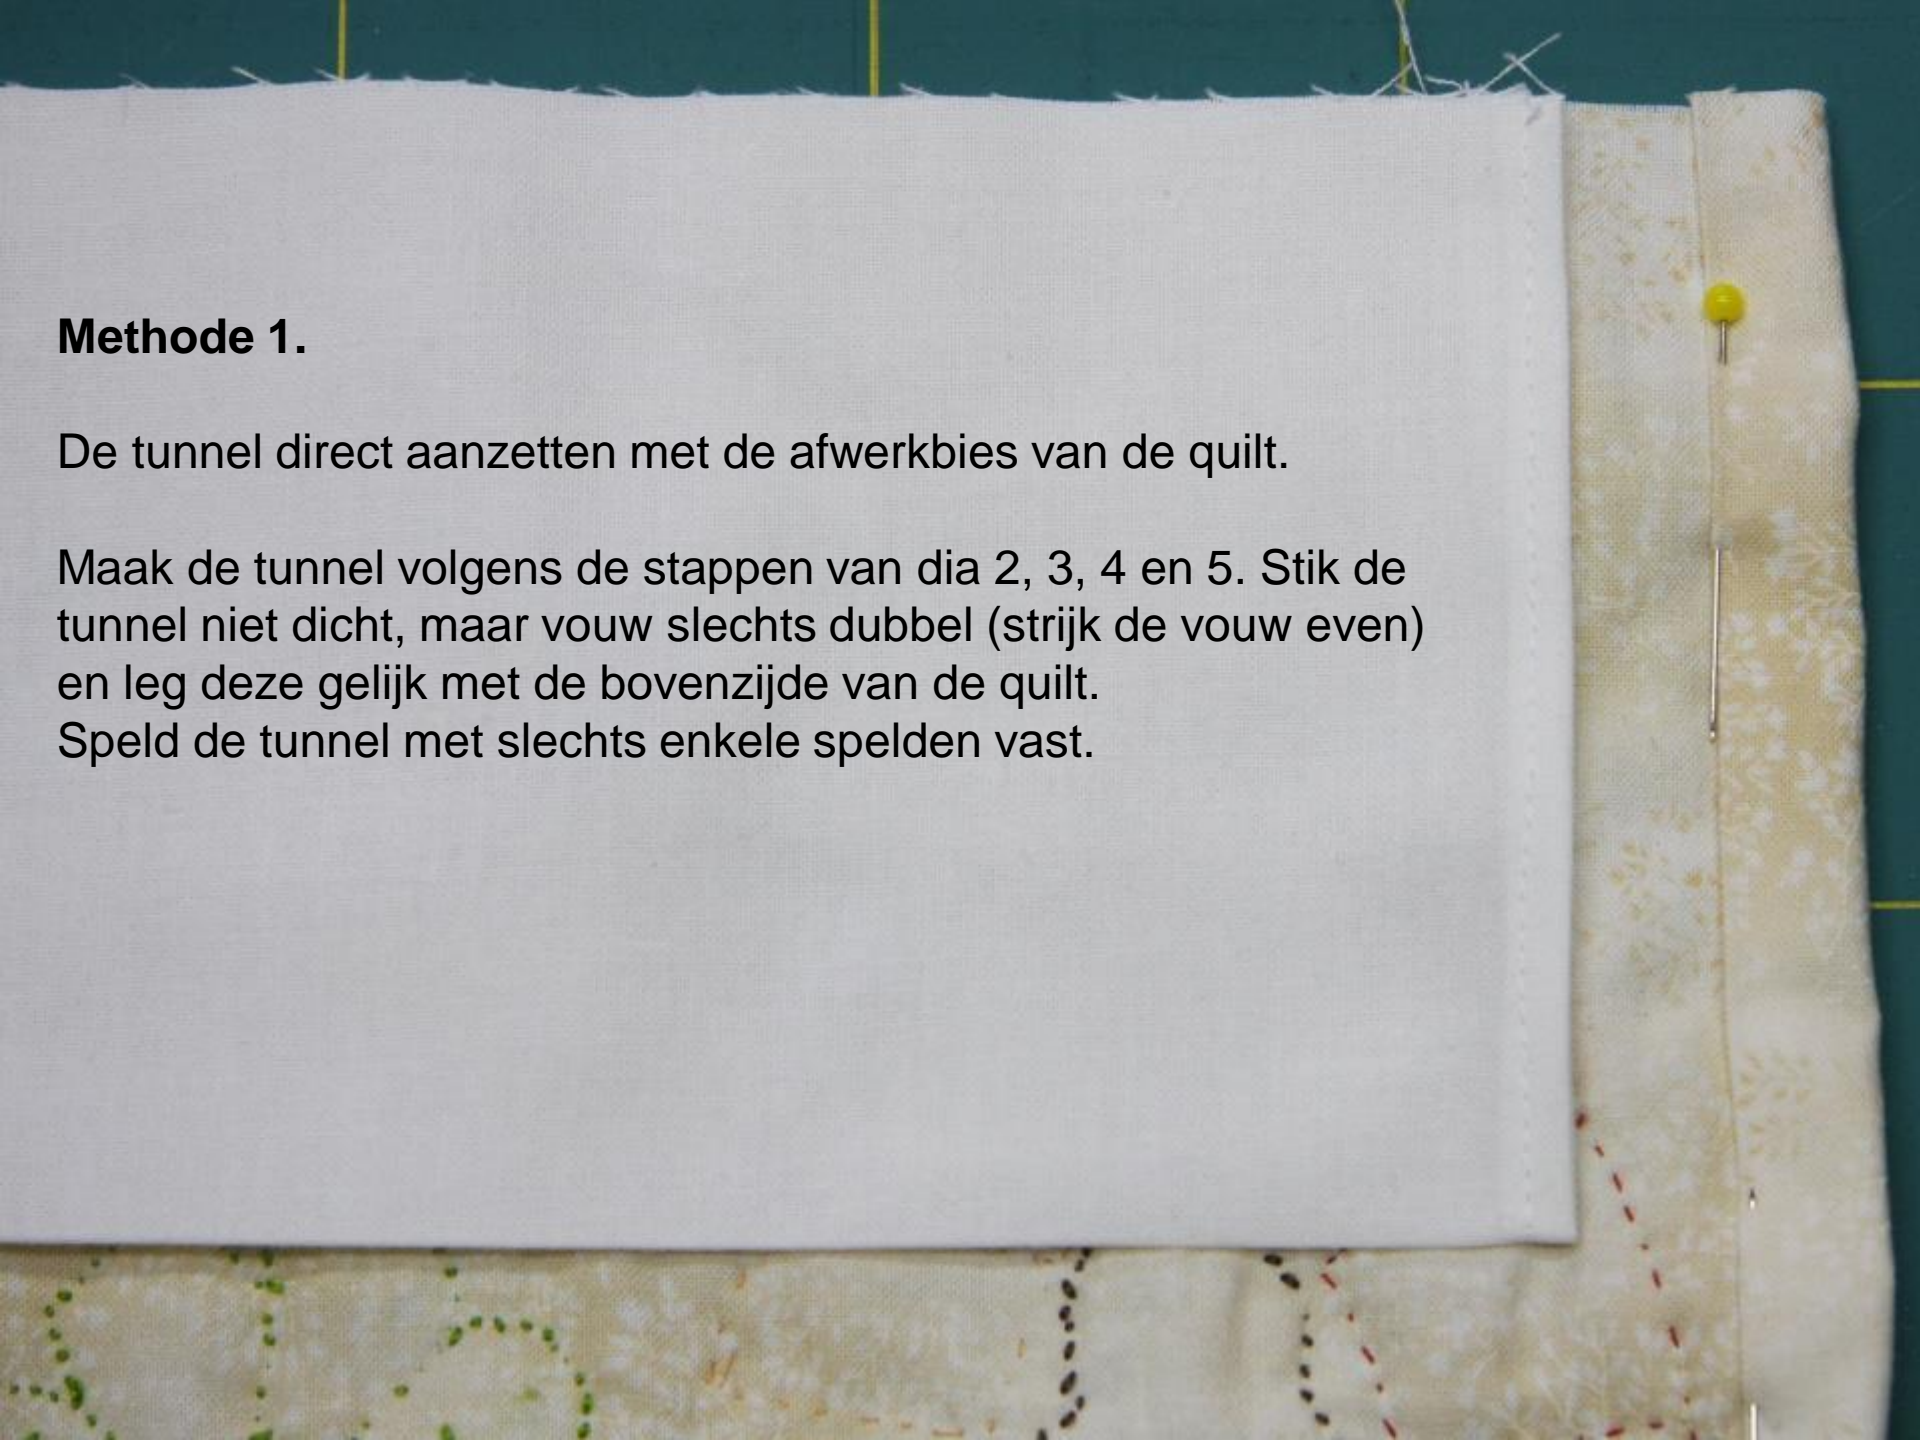 Methode 1.
De tunnel direct aanzetten met de afwerkbies van de quilt.
Maak de tunnel volgens de stappen van dia 2, 3, 4 en 5. Stik de
tunnel niet dicht, maar vouw slechts dubbel (strijk de vouw even)
en leg deze gelijk met de bovenzijde van de quilt.
Speld de tunnel met slechts enkele spelden vast.